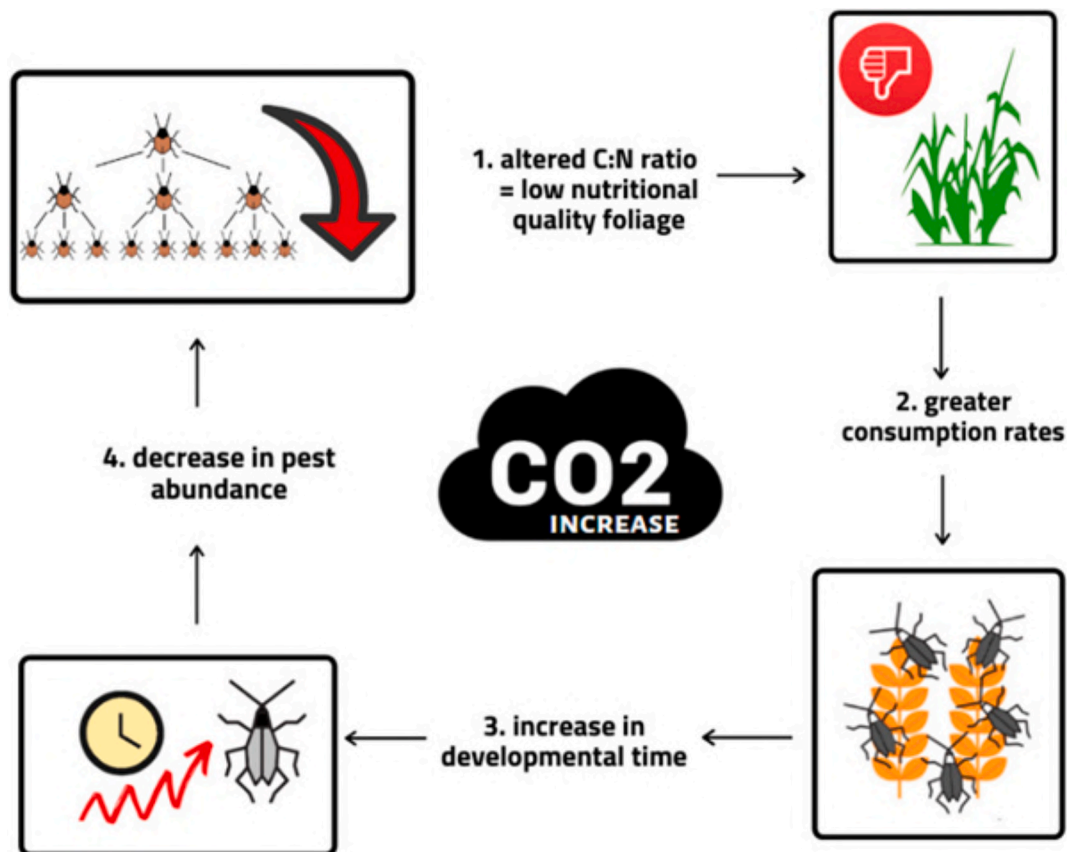 1. altered C:N ratio
= low nutritional
quality foliage
2. greater
consumption rates
CO2
INCREASE
3. increase in
developmental time
4. decrease in pest
abundance